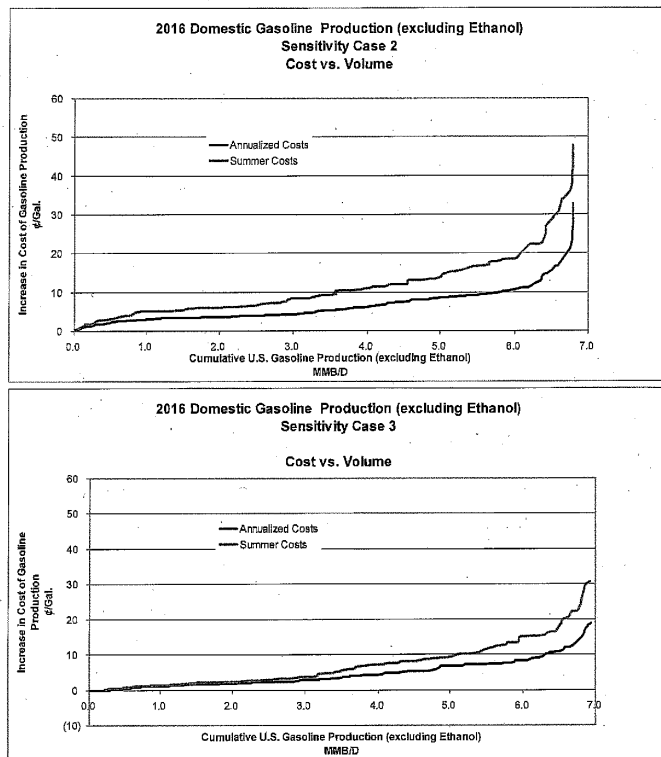 2016 Domestic Gasoline Production (excluding Ethanol)
Sensitivity Case 2
Cost vs. Volume
Increase in Cost of Gasoline Production
¢/Gal.
60
50
40
30
20
10
0
Annualized Costs
Summer Costs
0.0 1.0 2.0 3.0 4.0 5.0 6.0 7.0
Cumulative U.S. Gasoline Production (excluding Ethanol)
MMB/D
2016 Domestic Gasoline Production (excluding Ethanol)
Sensitivity Case 3
Cost vs. Volume
Increase in Cost of Gasoline
Production
¢/Gal.
60
50
40
30
20
10
0
(10)
Annualized Costs
Summer Costs
0.0 1.0 2.0 3.0 4.0 5.0 6.0 7.0
Cumulative U.S. Gasoline Production (excluding Ethanol)
MMB/D